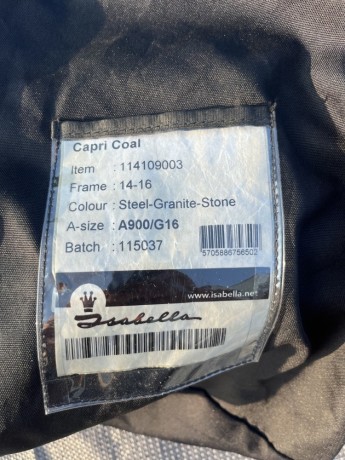 Capri Coal
Item : 114109003
Frame : 14-16
Colour : Steel-Granite-Stone
A-size : A900/G16
Batch : 115037
5705686756502
www.isabella.net
Isabella